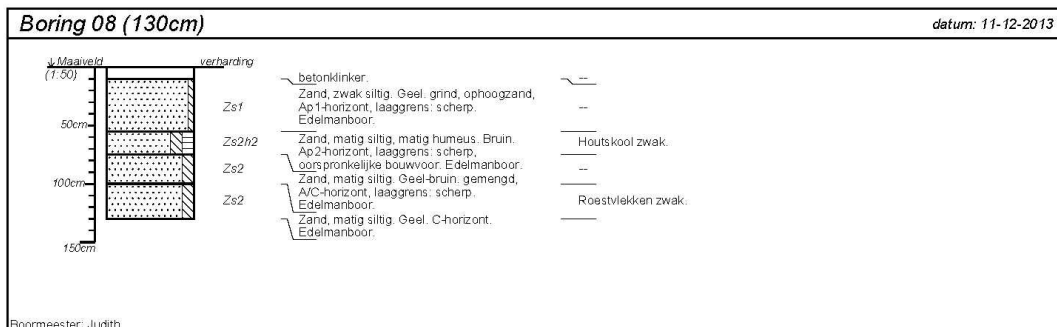 Boring 08 (130cm)
datum: 11-12-2013
↓ Maaiveld
verharding
(1:50)
betonklinker.
--
Zs1
Zand, zwak siltig. Geel. grind, ophoogzand,
Ap1-horizont, laaggrens: scherp.
Edelmanboor.
--
50cm
Zs2h2
Zand, matig siltig, matig humeus. Bruin.
Ap2-horizont, laaggrens: scherp,
oorspronkelijke bouwvoor. Edelmanboor.
Houtskool zwak.
Zs2
Zand, matig siltig. Geel-bruin. gemengd,
A/C-horizont, laaggrens: scherp.
Edelmanboor.
--
100cm
Zs2
Zand, matig siltig. Geel. C-horizont.
Edelmanboor.
Roestvlekken zwak.
150cm
Boormeester: Judith